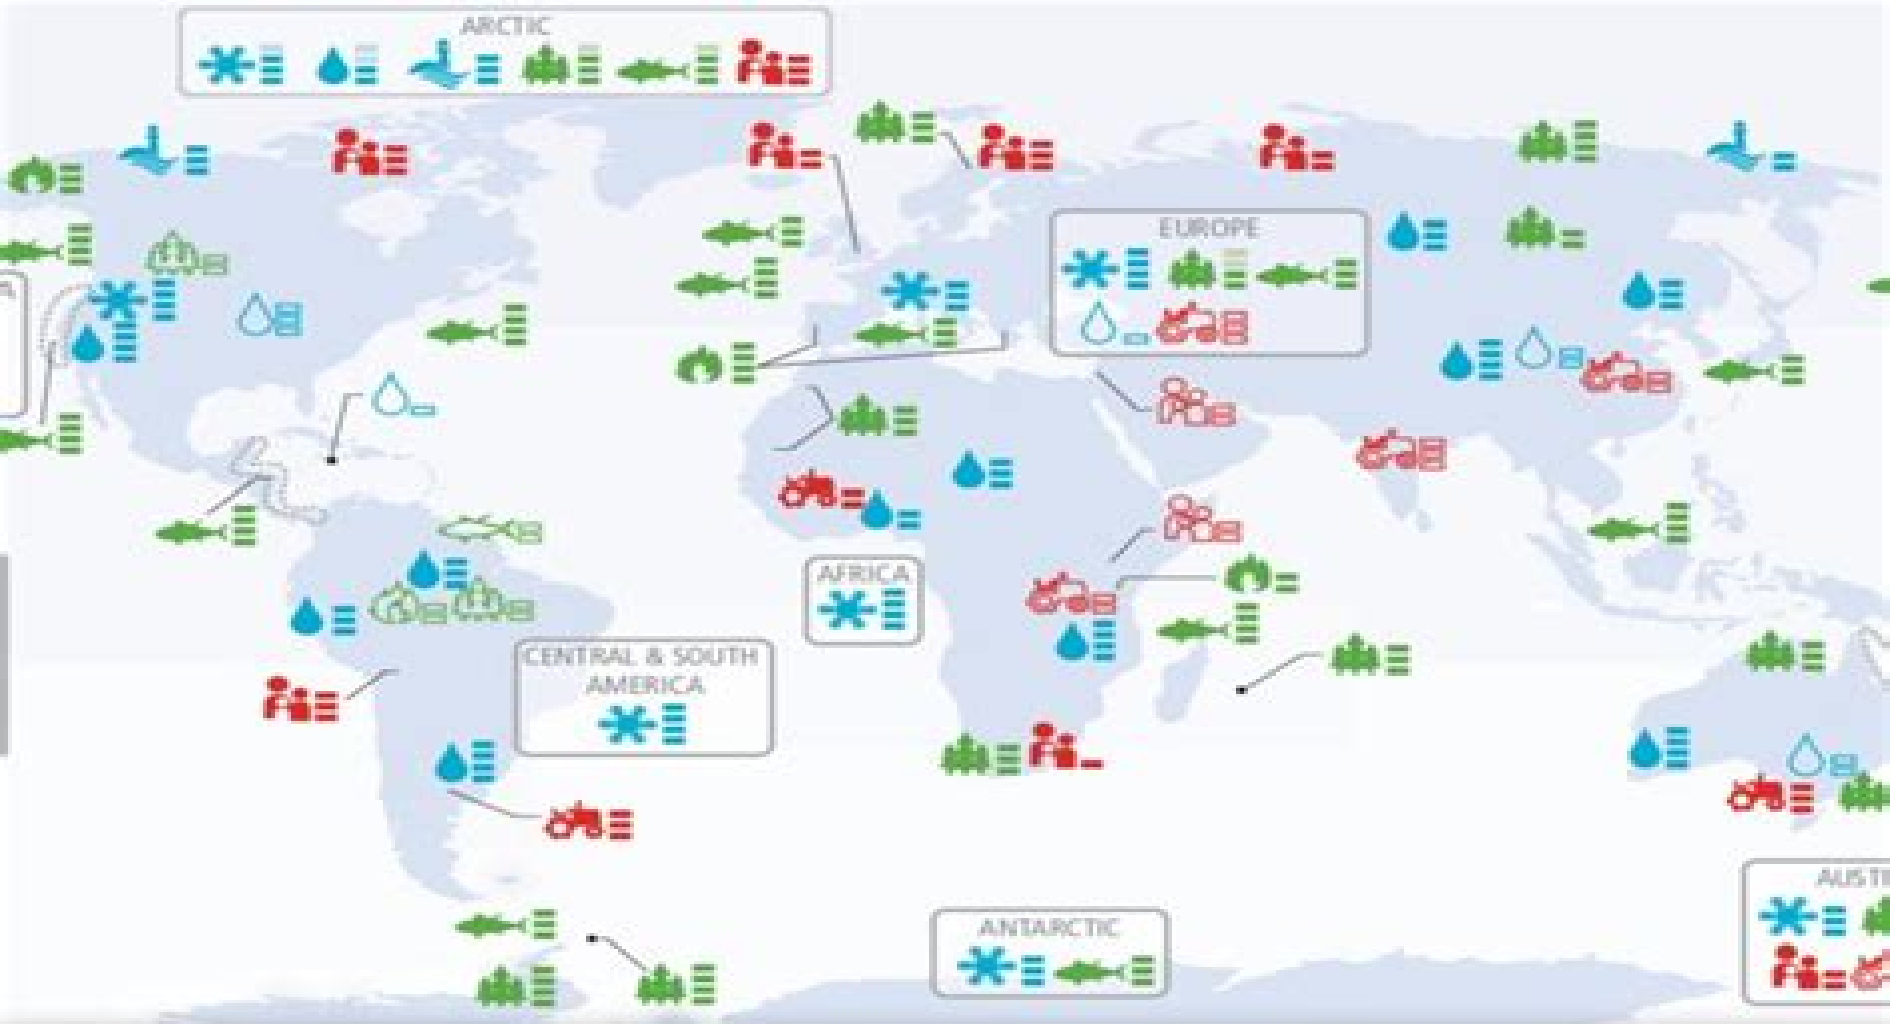 ARCTIC
EUROPE
AFRICA
CENTRAL & SOUTH
AMERICA
ANTARCTIC